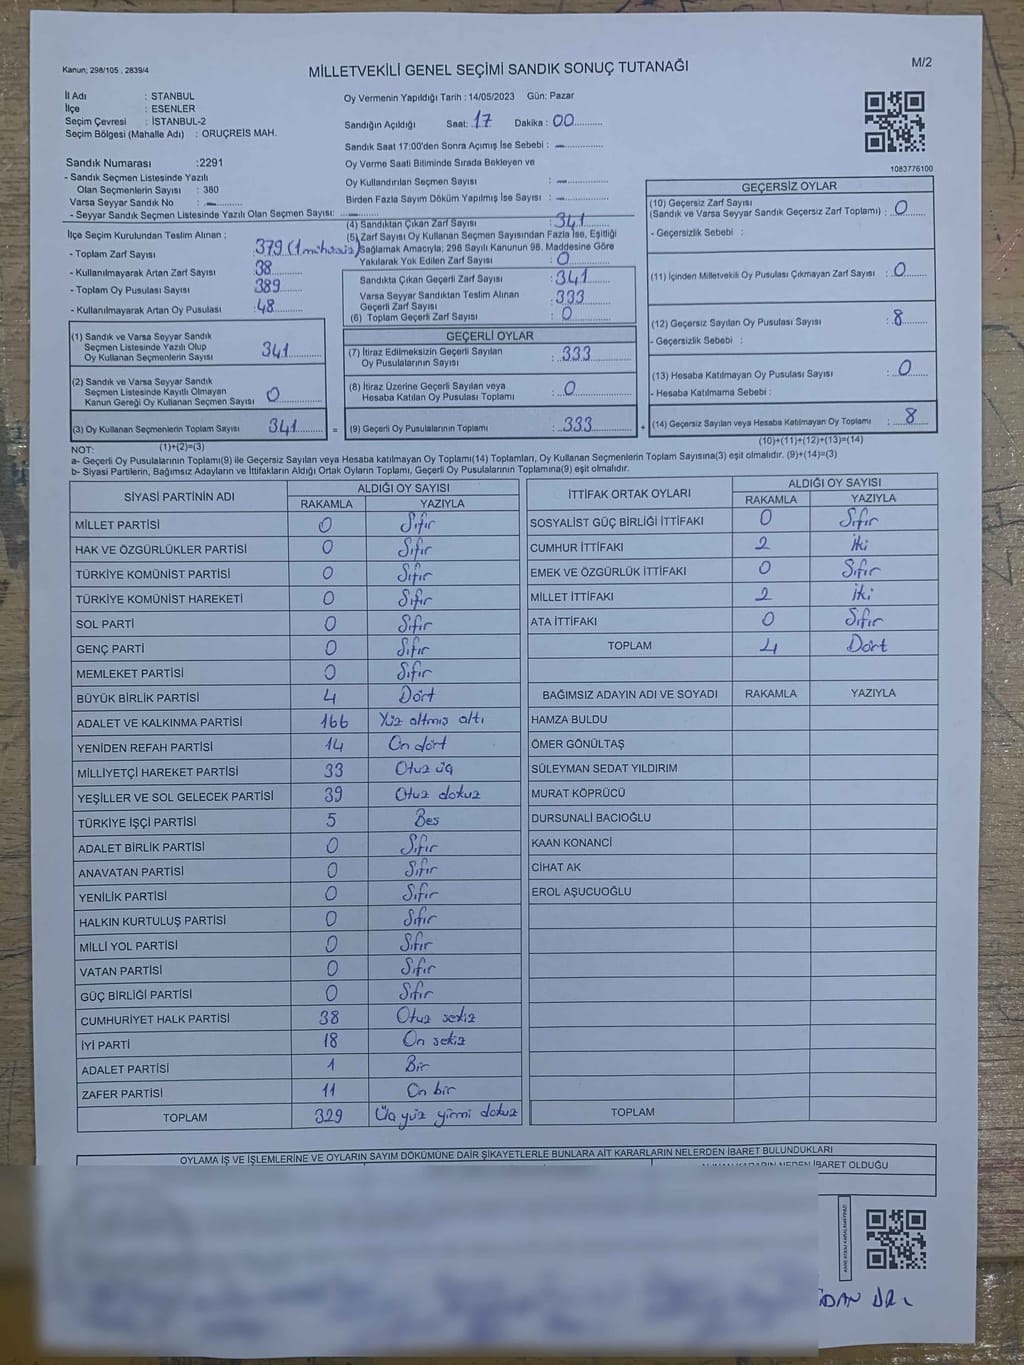 Kanun; 298/105 , 2839/4
MİLLETVEKİLİ GENEL SEÇİMİ SANDIK SONUÇ TUTANAĞI
M/2
İl Adı : STANBUL
İlçe : ESENLER
Seçim Çevresi : İSTANBUL-2
Seçim Bölgesi (Mahalle Adı) : ORUÇREİS MAH.
Sandık Numarası :2291
- Sandık Seçmen Listesinde Yazılı
Olan Seçmenlerin Sayısı : 380
Varsa Seyyar Sandık No : -
- Seyyar Sandık Seçmen Listesinde Yazılı Olan Seçmen Sayısı: -
Oy Vermenin Yapıldığı Tarih : 14/05/2023 Gün: Pazar
Sandığın Açıldığı Saat: 17 Dakika : 00
Sandık Saat 17:00'den Sonra Açımış İse Sebebi : -
Oy Verme Saati Bitiminde Sırada Bekleyen ve
Oy Kullandırılan Seçmen Sayısı : -
Birden Fazla Sayım Döküm Yapılmış İse Sayısı : -
1083776100
İlçe Seçim Kurulundan Teslim Alınan ;
- Toplam Zarf Sayısı 379 (1 mühürsüz)
- Kullanılmayarak Artan Zarf Sayısı 38
- Toplam Oy Pusulası Sayısı 389
- Kullanılmayarak Artan Oy Pusulası : 48
(1) Sandık ve Varsa Seyyar Sandık
Seçmen Listesinde Yazılı Olup
Oy Kullanan Seçmenlerin Sayısı 341
(2) Sandık ve Varsa Seyyar Sandık
Seçmen Listesinde Kayıtlı Olmayan
Kanun Gereği Oy Kullanan Seçmen Sayısı 0
(3) Oy Kullanan Seçmenlerin Toplam Sayısı 341 =
(1)+(2)=(3)
(4) Sandıktan Çıkan Zarf Sayısı : 341
(5) Zarf Sayısı Oy Kullanan Seçmen Sayısından Fazla İse, Eşitliği
Sağlamak Amacıyla; 298 Sayılı Kanunun 98. Maddesine Göre
Yakılarak Yok Edilen Zarf Sayısı : 0
Sandıkta Çıkan Geçerli Zarf Sayısı : 341
Varsa Seyyar Sandıktan Teslim Alınan
Geçerli Zarf Sayısı : 333
(6) Toplam Geçerli Zarf Sayısı : 0
GEÇERLİ OYLAR
(7) İtiraz Edilmeksizin Geçerli Sayılan
Oy Pusulalarının Sayısı : 333
(8) İtiraz Üzerine Geçerli Sayılan veya
Hesaba Katılan Oy Pusulası Toplamı : 0
(9) Geçerli Oy Pusulalarının Toplamı : 333 +
GEÇERSİZ OYLAR
(10) Geçersiz Zarf Sayısı
(Sandık ve Varsa Seyyar Sandık Geçersiz Zarf Toplamı) : 0
- Geçersizlik Sebebi :
(11) İçinden Milletvekili Oy Pusulası Çıkmayan Zarf Sayısı : 0
(12) Geçersiz Sayılan Oy Pusulası Sayısı : 8
- Geçersizlik Sebebi :
(13) Hesaba Katılmayan Oy Pusulası Sayısı : 0
- Hesaba Katılmama Sebebi :
(14) Geçersiz Sayılan veya Hesaba Katılmayan Oy Toplamı : 8
(10)+(11)+(12)+(13)=(14)
NOT:
a- Geçerli Oy Pusulalarının Toplamı(9) ile Geçersiz Sayılan veya Hesaba katılmayan Oy Toplamı(14) Toplamları, Oy Kullanan Seçmenlerin Toplam Sayısına(3) eşit olmalıdır. (9)+(14)=(3)
b- Siyasi Partilerin, Bağımsız Adayların ve İttifakların Aldığı Ortak Oyların Toplamı, Geçerli Oy Pusulalarının Toplamına(9) eşit olmalıdır.
SİYASİ PARTİNİN ADI ALDIĞI OY SAYISI
RAKAMLA YAZIYLA
MİLLET PARTİSİ 0 Sıfır
HAK VE ÖZGÜRLÜKLER PARTİSİ 0 Sıfır
TÜRKİYE KOMÜNİST PARTİSİ 0 Sıfır
TÜRKİYE KOMÜNİST HAREKETİ 0 Sıfır
SOL PARTİ 0 Sıfır
GENÇ PARTİ 0 Sıfır
MEMLEKET PARTİSİ 0 Sıfır
BÜYÜK BİRLİK PARTİSİ 4 Dört
ADALET VE KALKINMA PARTİSİ 166 Yüz altmış altı
YENİDEN REFAH PARTİSİ 14 On dört
MİLLİYETÇİ HAREKET PARTİSİ 33 Otuz üç
YEŞİLLER VE SOL GELECEK PARTİSİ 39 Otuz dokuz
TÜRKİYE İŞÇİ PARTİSİ 5 Beş
ADALET BİRLİK PARTİSİ 0 Sıfır
ANAVATAN PARTİSİ 0 Sıfır
YENİLİK PARTİSİ 0 Sıfır
HALKIN KURTULUŞ PARTİSİ 0 Sıfır
MİLLİ YOL PARTİSİ 0 Sıfır
VATAN PARTİSİ 0 Sıfır
GÜÇ BİRLİĞİ PARTİSİ 0 Sıfır
CUMHURİYET HALK PARTİSİ 38 Otuz sekiz
İYİ PARTİ 18 On sekiz
ADALET PARTİSİ 1 Bir
ZAFER PARTİSİ 11 On bir
TOPLAM 329 Üç yüz yirmi dokuz
İTTİFAK ORTAK OYLARI ALDIĞI OY SAYISI
RAKAMLA YAZIYLA
SOSYALİST GÜÇ BİRLİĞİ İTTİFAKI 0 Sıfır
CUMHUR İTTİFAKI 2 İki
EMEK VE ÖZGÜRLÜK İTTİFAKI 0 Sıfır
MİLLET İTTİFAKI 2 İki
ATA İTTİFAKI 0 Sıfır
TOPLAM 4 Dört
BAĞIMSIZ ADAYIN ADI VE SOYADI RAKAMLA YAZIYLA
HAMZA BULDU
ÖMER GÖNÜLTAŞ
SÜLEYMAN SEDAT YILDIRIM
MURAT KÖPRÜCÜ
DURSUNALİ BACIOĞLU
KAAN KONANCİ
CİHAT AK
EROL AŞUCUOĞLU
TOPLAM
OYLAMA İŞ VE İŞLEMLERİNE VE OYLARIN SAYIM DÖKÜMÜNE DAİR ŞİKAYETLERLE BUNLARA AİT KARARLARIN NELERDEN İBARET BULUNDUKLARI
İBARET OLDUĞU